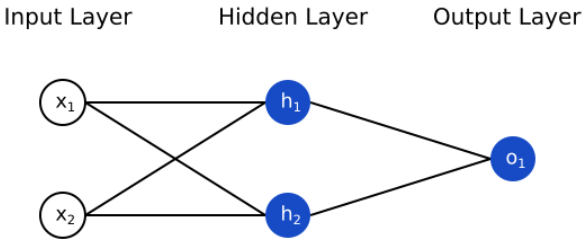 Input Layer Hidden Layer Output Layer
x₁ h₁
o₁
x₂ h₂